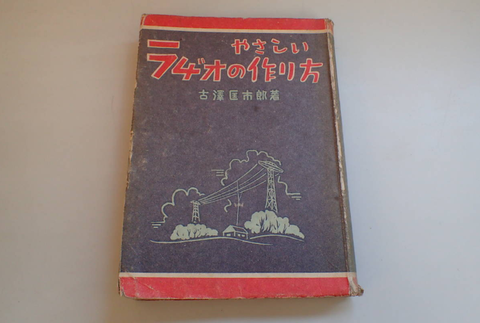 やさしい
ラヂオの作り方
古澤匡市郎著